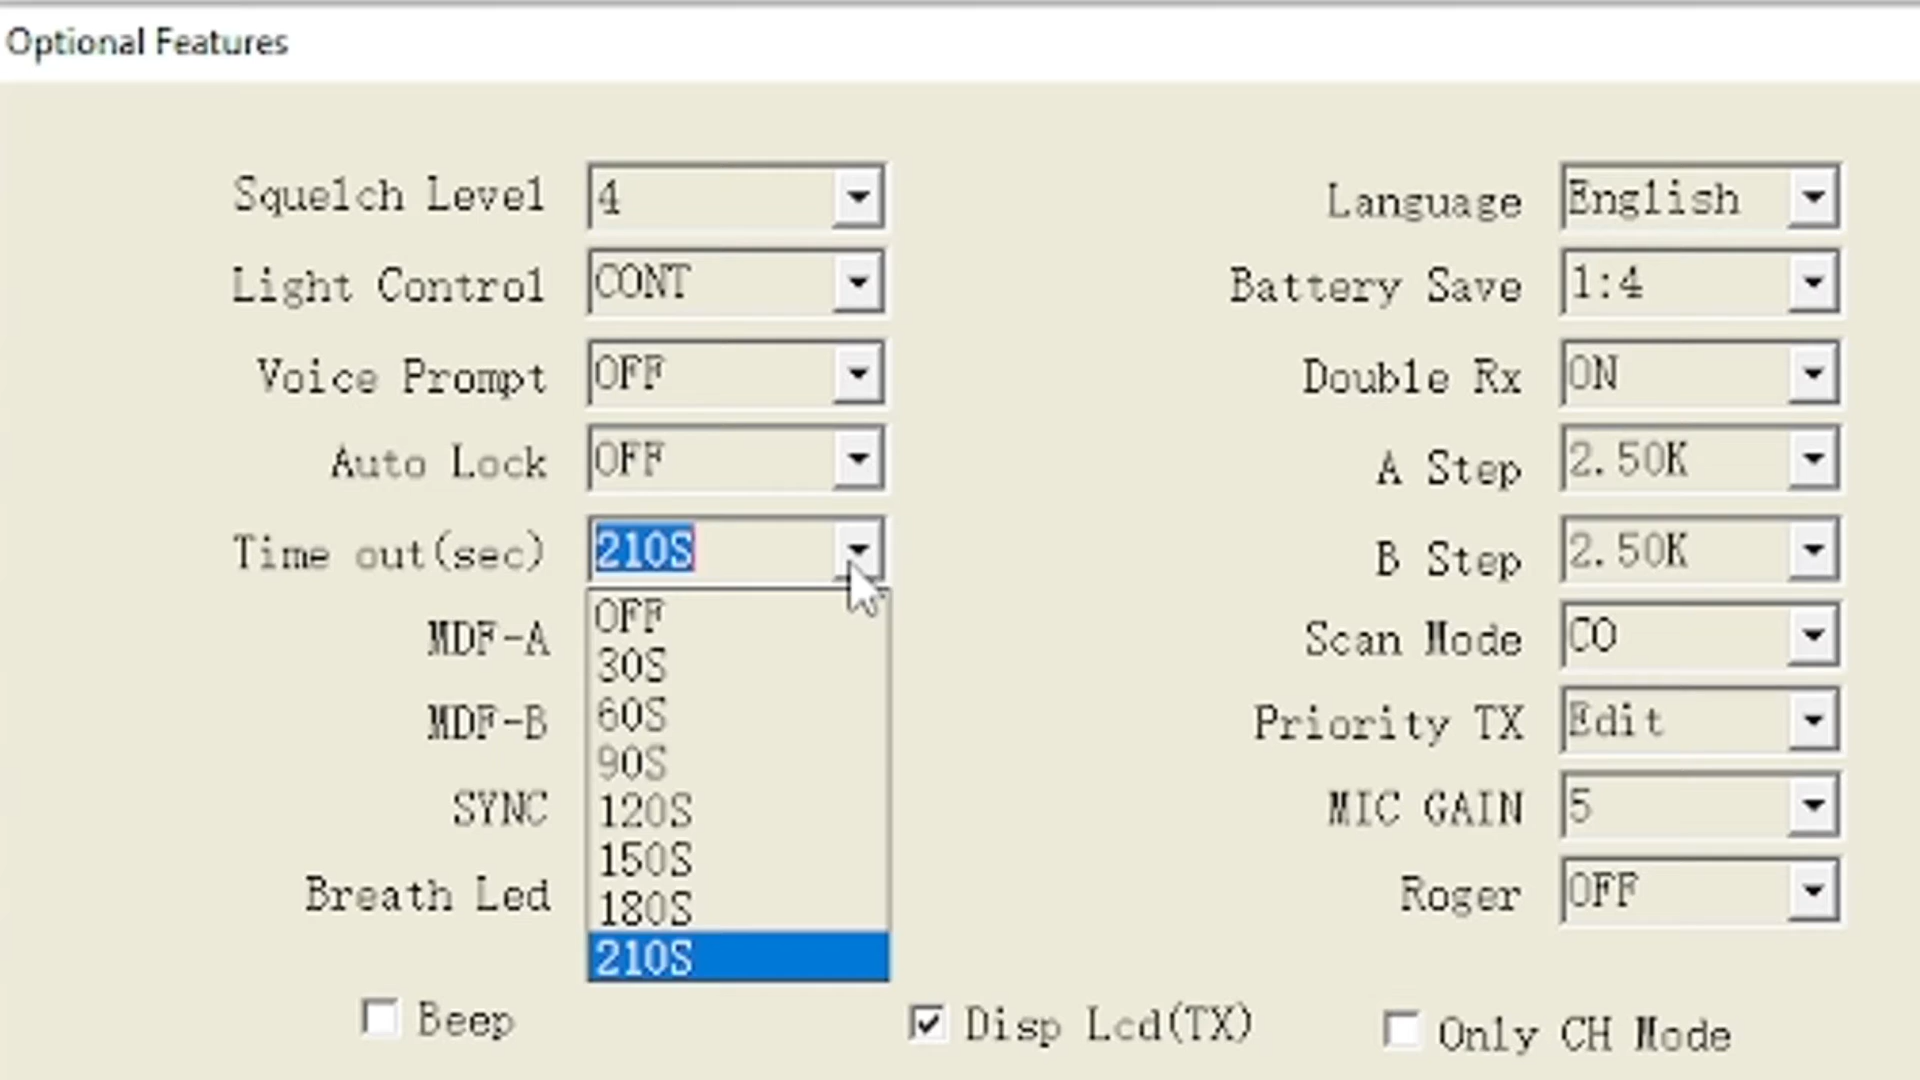 Optional Features
Squelch Level 4 Language English
Light Control CONT Battery Save 1:4
Voice Prompt OFF Double Rx ON
Auto Lock OFF A Step 2.50K
Time out(sec) 210S B Step 2.50K
OFF
MDF-A 30S Scan Mode CO
60S
MDF-B 90S Priority TX Edit
SYNC 120S MIC GAIN 5
150S
Breath Led 180S Roger OFF
210S
Beep Disp Lcd(TX) Only CH Mode